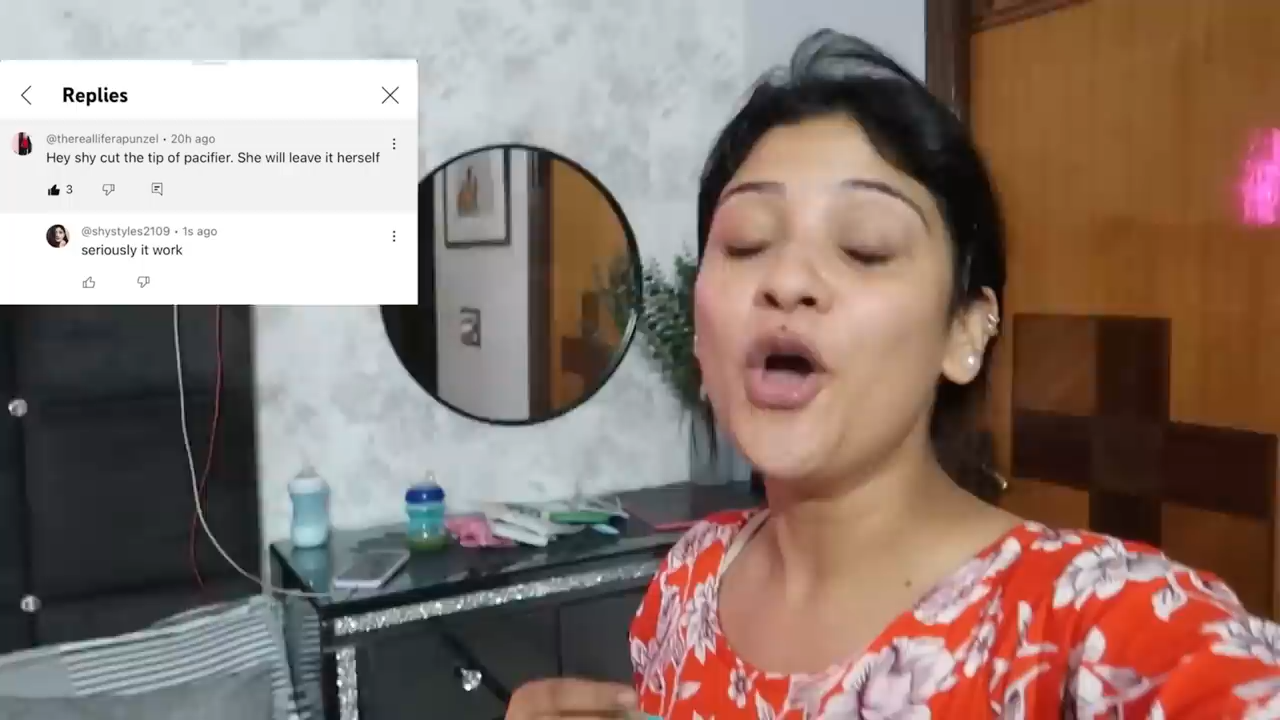 Replies
@thereallliferapunzel • 20h ago
Hey shy cut the tip of pacifier. She will leave it herself
3
@shystyles2109 • 1s ago
seriously it work